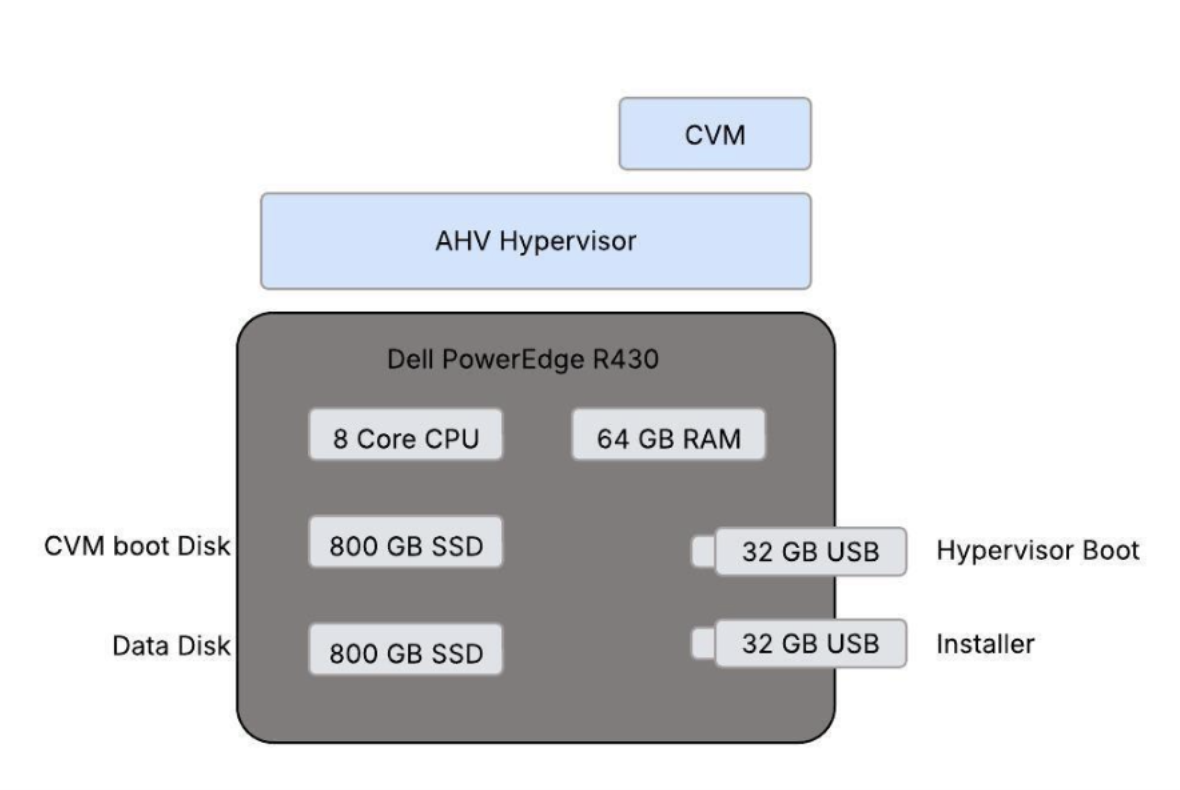 CVM
AHV Hypervisor
Dell PowerEdge R430
8 Core CPU
64 GB RAM
CVM boot Disk
800 GB SSD
32 GB USB
Hypervisor Boot
Data Disk
800 GB SSD
32 GB USB
Installer